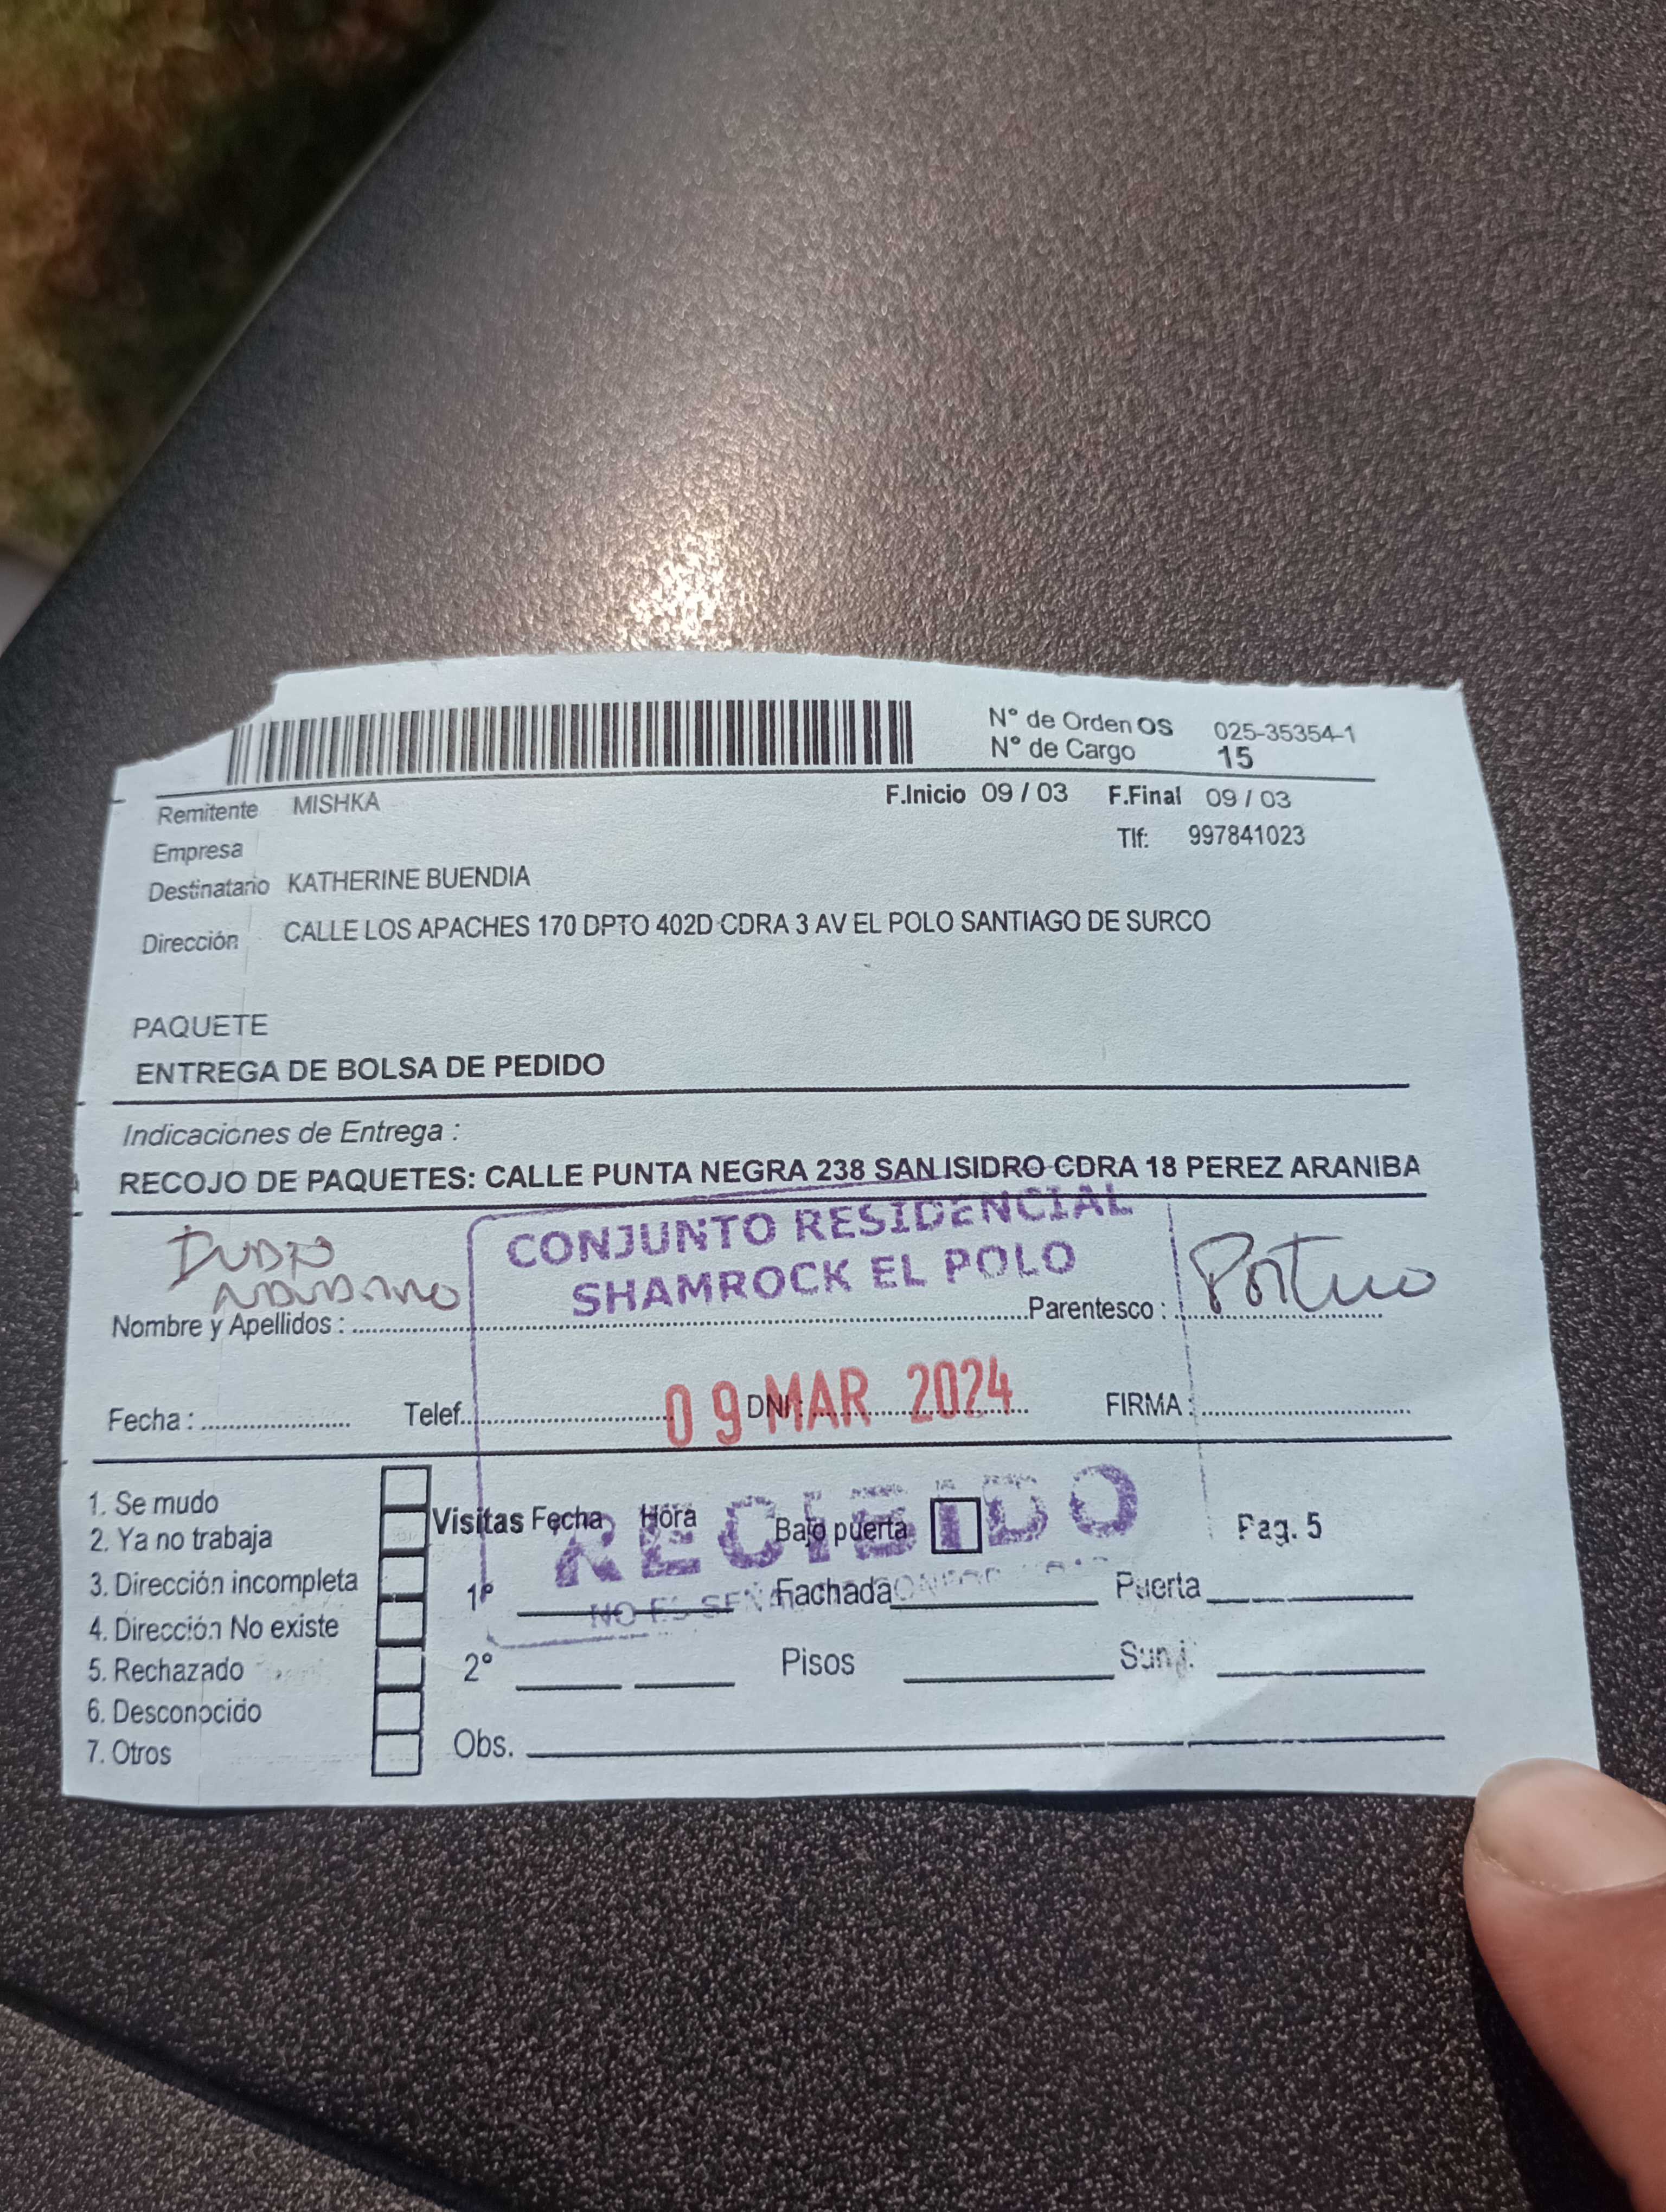 N° de Orden OS 025-35354-1
N° de Cargo 15
Remitente MISHKA F.Inicio 09 / 03 F.Final 09 / 03
Empresa Tlf: 997841023
Destinatario KATHERINE BUENDIA
Dirección CALLE LOS APACHES 170 DPTO 402D CDRA 3 AV EL POLO SANTIAGO DE SURCO
PAQUETE
ENTREGA DE BOLSA DE PEDIDO
Indicaciones de Entrega :
RECOJO DE PAQUETES: CALLE PUNTA NEGRA 238 SAN ISIDRO CDRA 18 PEREZ ARANIBA
CONJUNTO RESIDENCIAL
SHAMROCK EL POLO
Nombre y Apellidos : Parentesco :
09 MAR 2024
Fecha : Telef. DNI : FIRMA :
RECIBIDO
NO ES SEÑAL
1. Se mudo
2. Ya no trabaja
3. Dirección incompleta
4. Dirección No existe
5. Rechazado
6. Desconocido
7. Otros
Visitas Fecha Hora Bajo puerta Pag. 5
1° Fachada Puerta
2° Pisos
Obs.